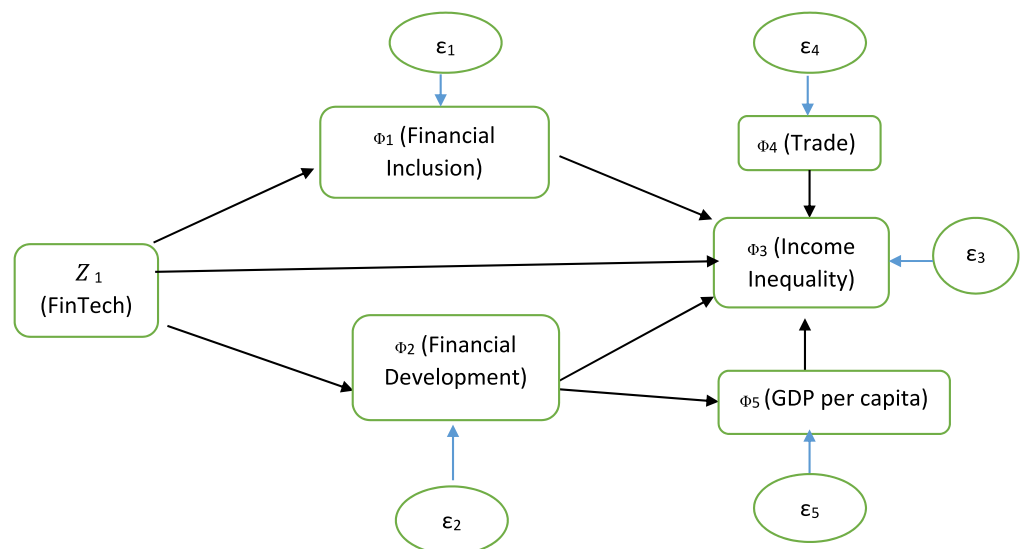 ε1
ε4
Φ1 (Financial
Inclusion)
Φ4 (Trade)
Z 1
(FinTech)
Φ3 (Income
Inequality)
ε3
Φ2 (Financial
Development)
Φ5 (GDP per capita)
ε2
ε5